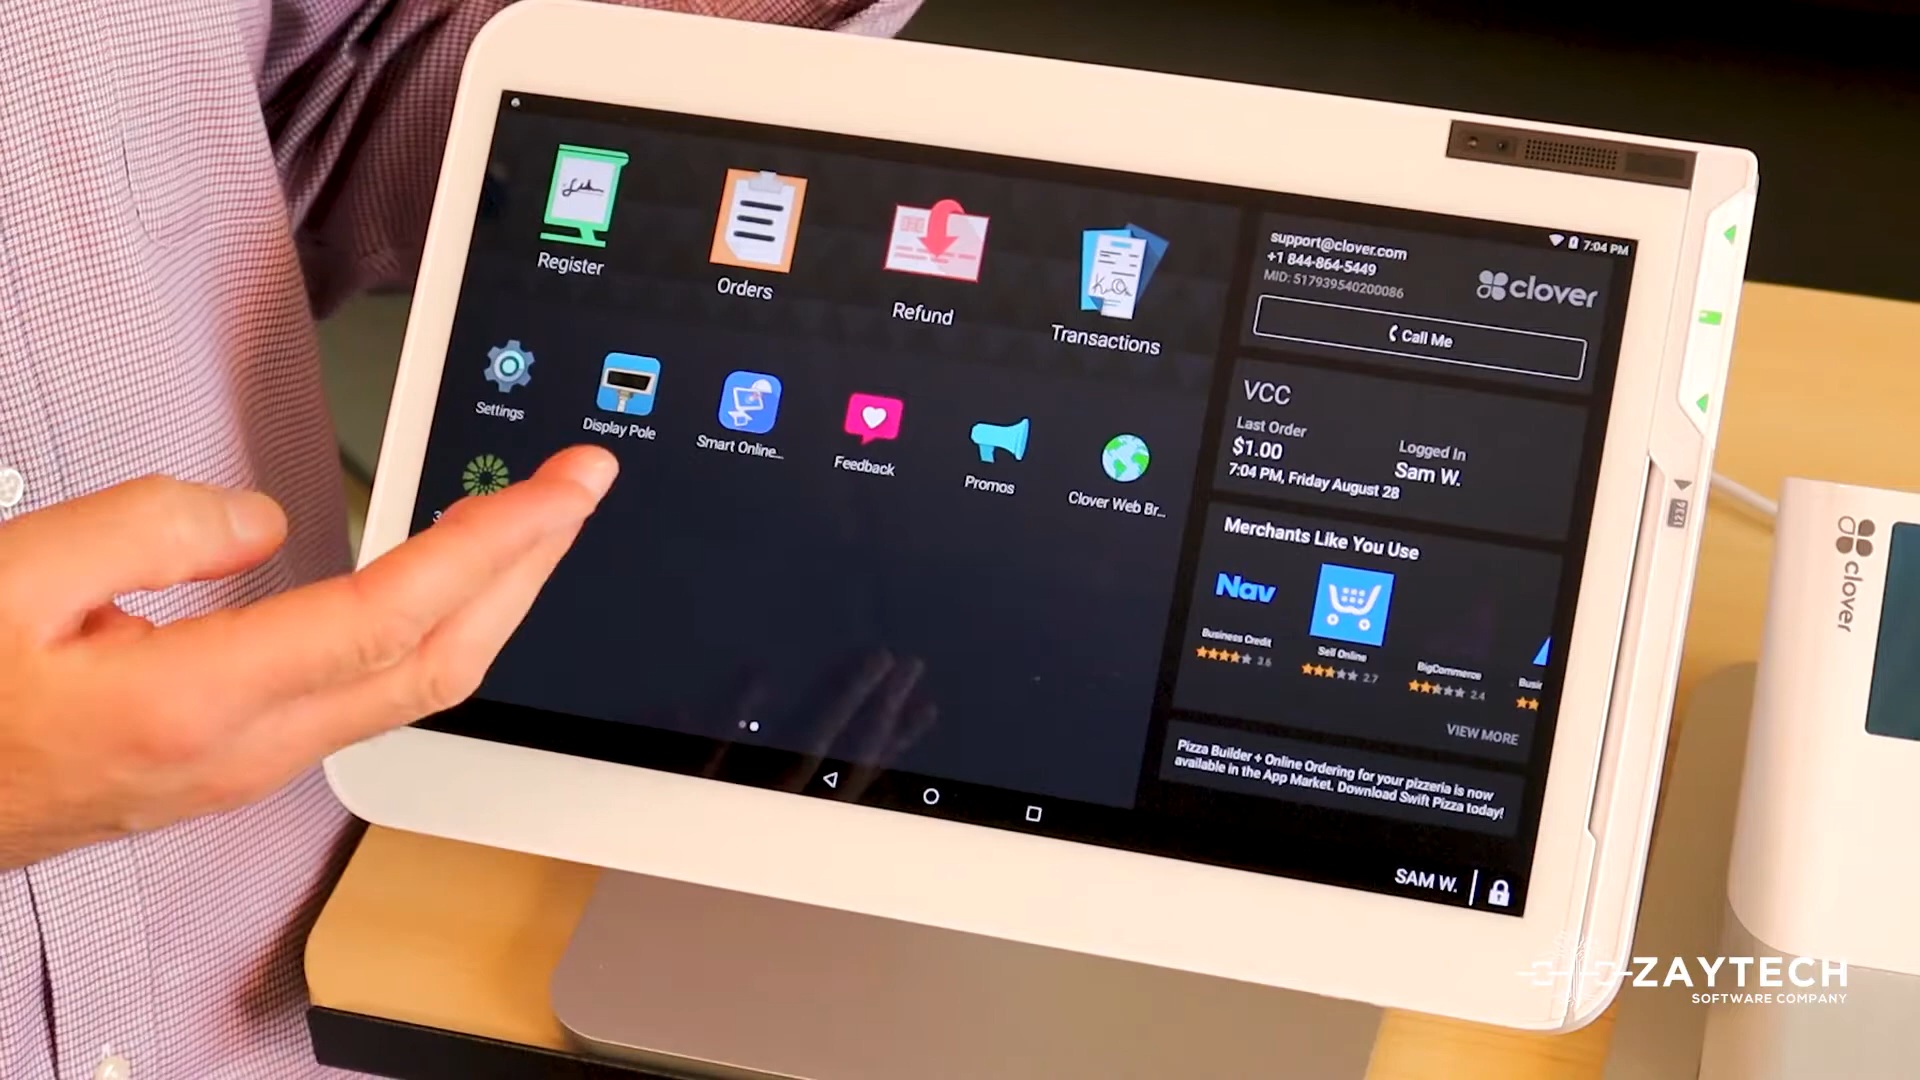 Register
Orders
Refund
Transactions
Settings
Display Pole
Smart Online...
Feedback
Promos
Clover Web Br...
7:04 PM
support@clover.com
+1 844-864-5449
MID: 517939540200086
clover
Call Me
VCC
Last Order
$1.00
7:04 PM, Friday August 28
Logged In
Sam W.
Merchants Like You Use
Nav
Business Credit
3.6
Sell Online
2.7
BigCommerce
2.4
Busi
VIEW MORE
Pizza Builder + Online Ordering for your pizzeria is now
available in the App Market. Download Swift Pizza today!
SAM W.
1234
clover
ZAYTECH
SOFTWARE COMPANY